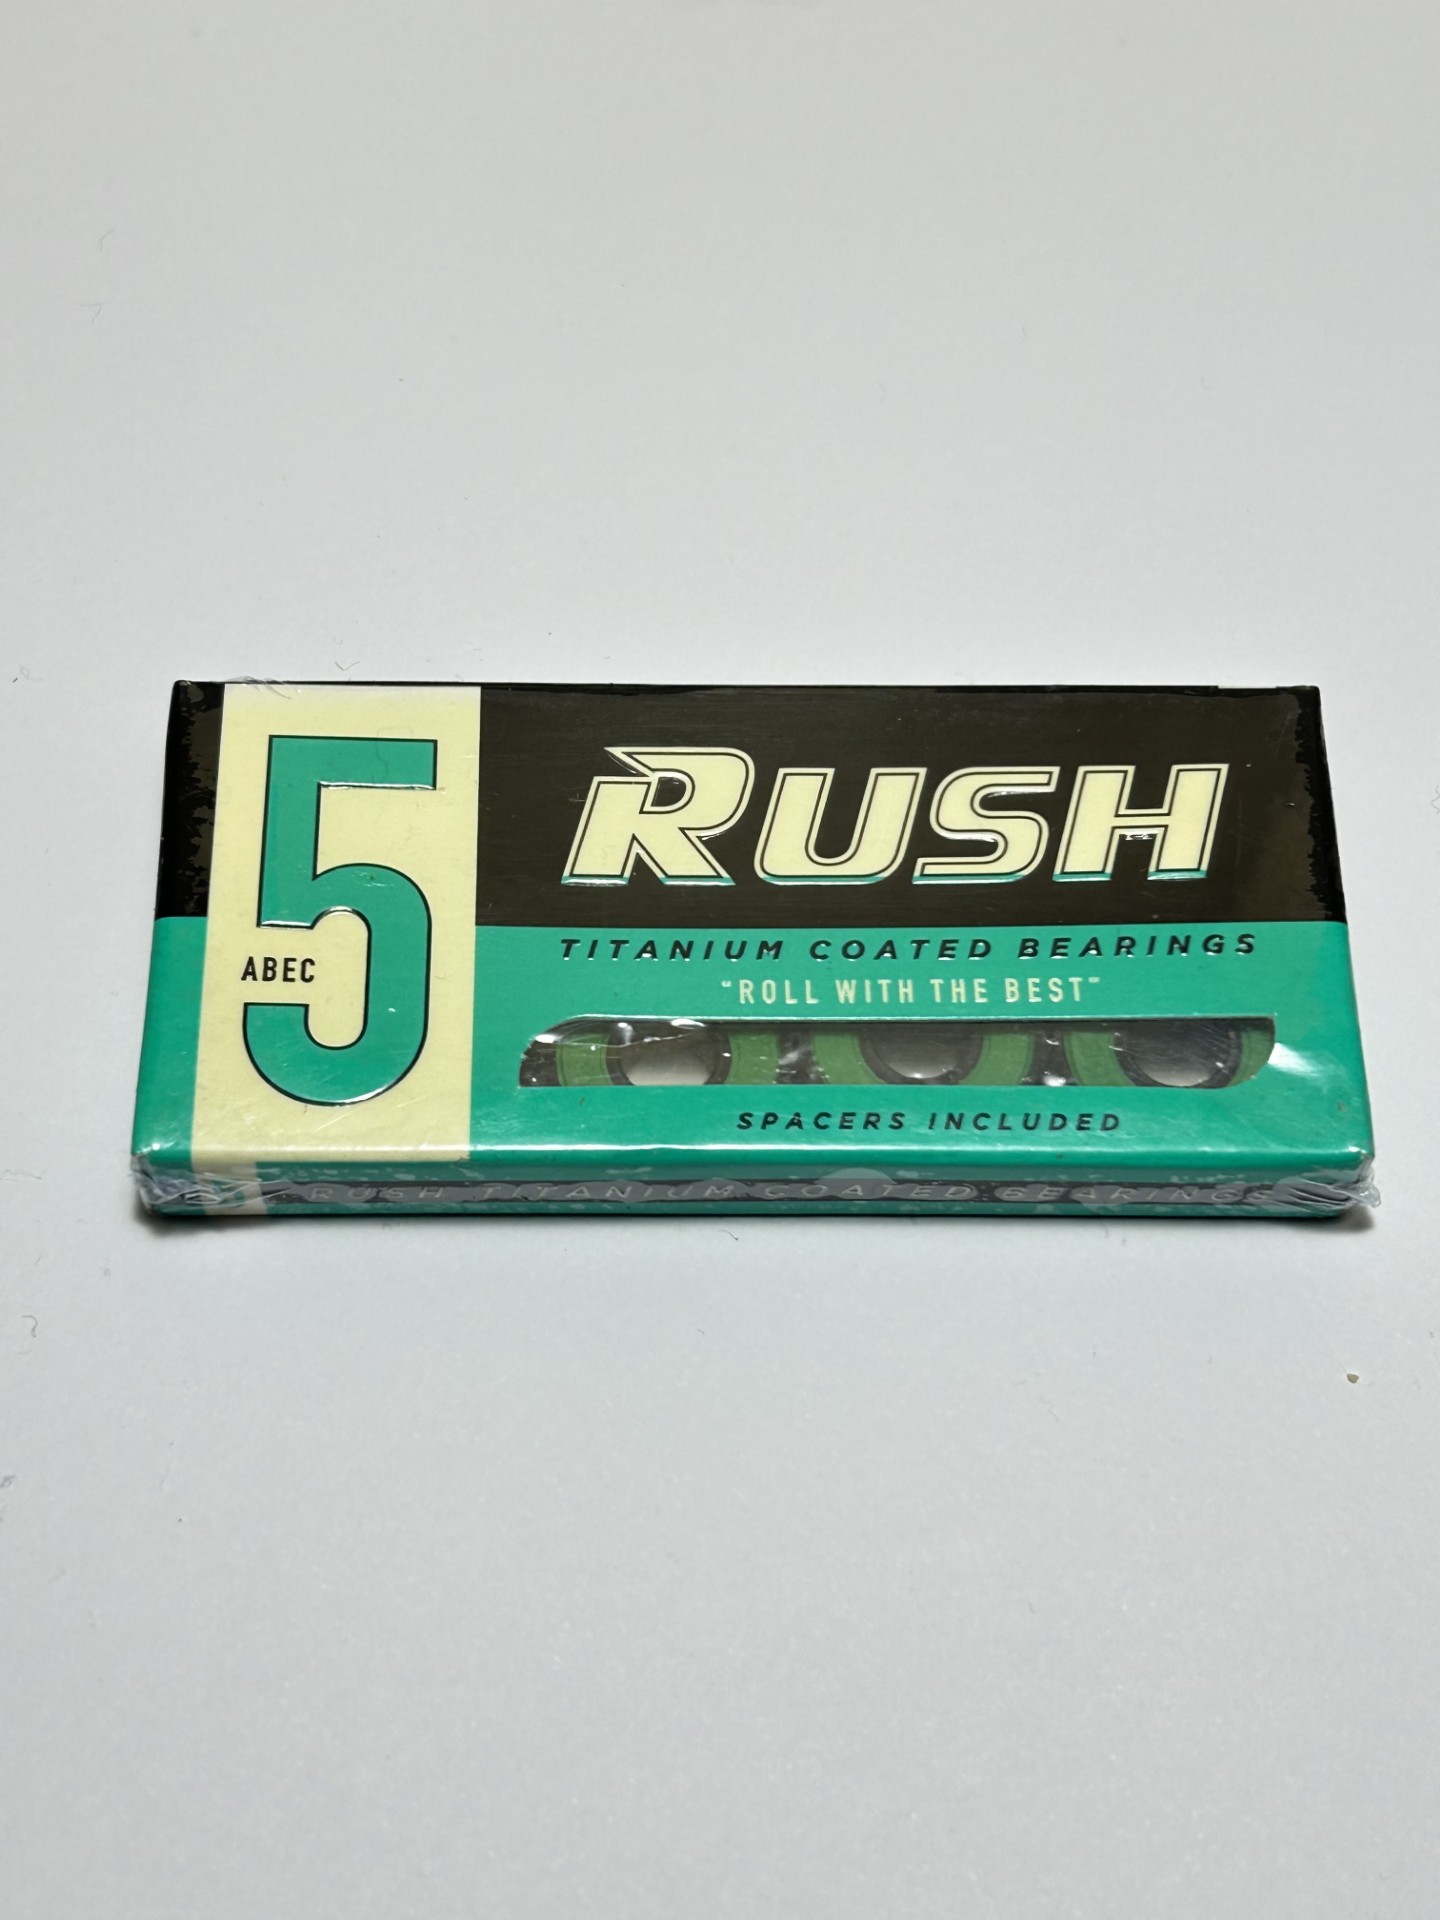 5
ABEC
RUSH
TITANIUM COATED BEARINGS
"ROLL WITH THE BEST"
SPACERS INCLUDED
RUSH TITANIUM COATED BEARINGS